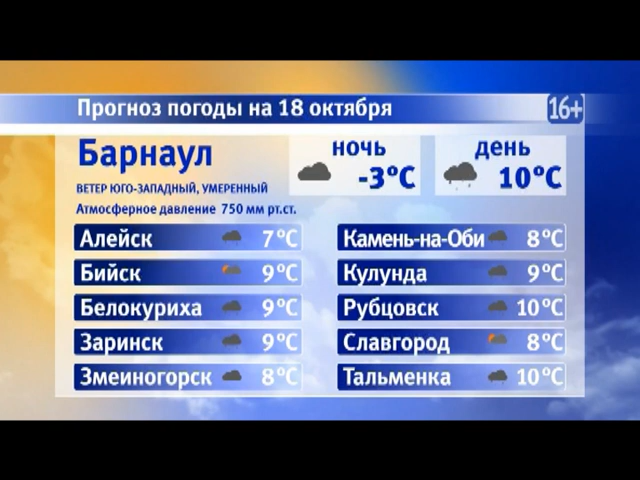 Прогноз погоды на 18 октября 16+
Барнаул
ночь -3°C
день 10°C
ВЕТЕР ЮГО-ЗАПАДНЫЙ, УМЕРЕННЫЙ
Атмосферное давление 750 мм рт.ст.
Алейск 7°C
Бийск 9°C
Белокуриха 9°C
Заринск 9°C
Змеиногорск 8°C
Камень-на-Оби 8°C
Кулунда 9°C
Рубцовск 10°C
Славгород 8°C
Тальменка 10°C